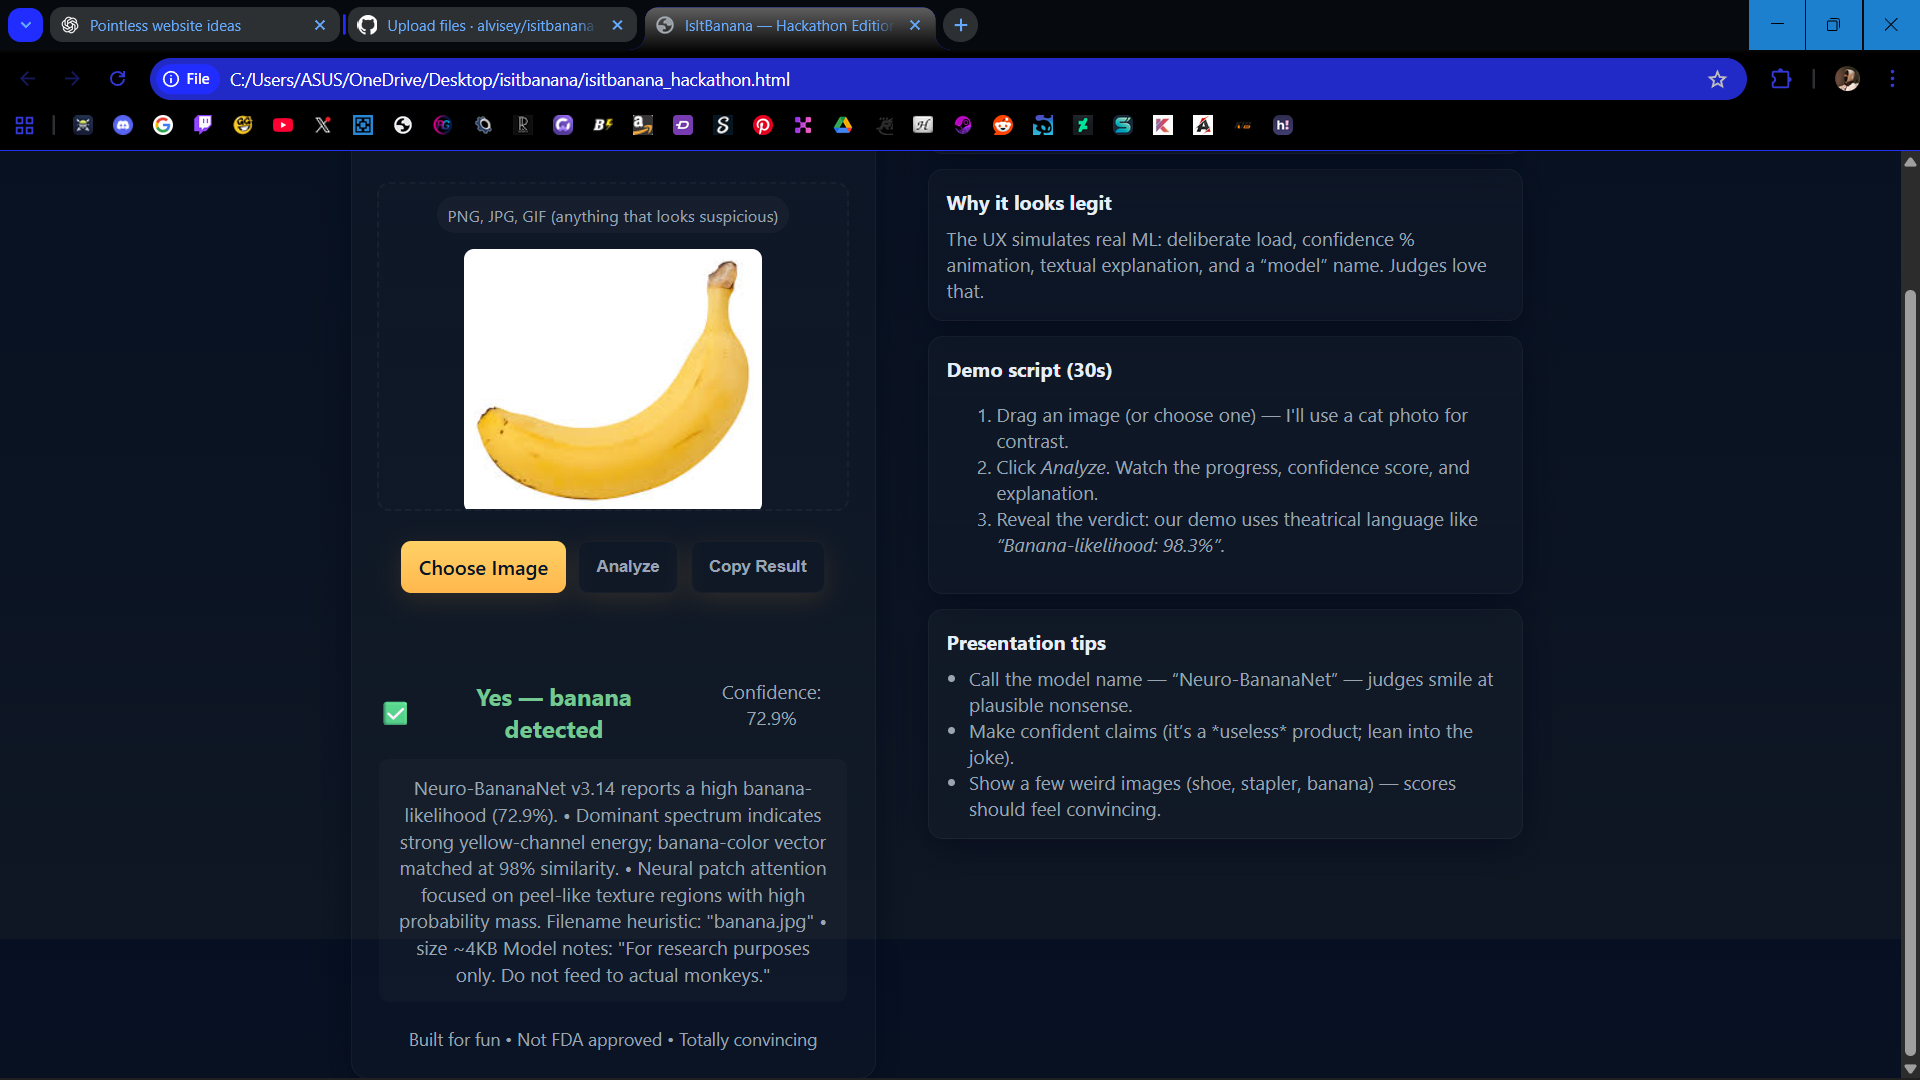 Pointless website ideas
Upload files · alvisey/isitbanana
IsItBanana — Hackathon Edition
File
C:/Users/ASUS/OneDrive/Desktop/isitbanana/isitbanana_hackathon.html
PNG, JPG, GIF (anything that looks suspicious)
Choose Image
Analyze
Copy Result
Yes — banana
detected
Confidence:
72.9%
Neuro-BananaNet v3.14 reports a high banana-
likelihood (72.9%). • Dominant spectrum indicates
strong yellow-channel energy; banana-color vector
matched at 98% similarity. • Neural patch attention
focused on peel-like texture regions with high
probability mass. Filename heuristic: "banana.jpg" •
size ~4KB Model notes: "For research purposes
only. Do not feed to actual monkeys."
Built for fun • Not FDA approved • Totally convincing
Why it looks legit
The UX simulates real ML: deliberate load, confidence %
animation, textual explanation, and a “model” name. Judges love
that.
Demo script (30s)
1. Drag an image (or choose one) — I'll use a cat photo for
contrast.
2. Click Analyze. Watch the progress, confidence score, and
explanation.
3. Reveal the verdict: our demo uses theatrical language like
“Banana-likelihood: 98.3%”.
Presentation tips
• Call the model name — “Neuro-BananaNet” — judges smile at
plausible nonsense.
• Make confident claims (it’s a *useless* product; lean into the
joke).
• Show a few weird images (shoe, stapler, banana) — scores
should feel convincing.